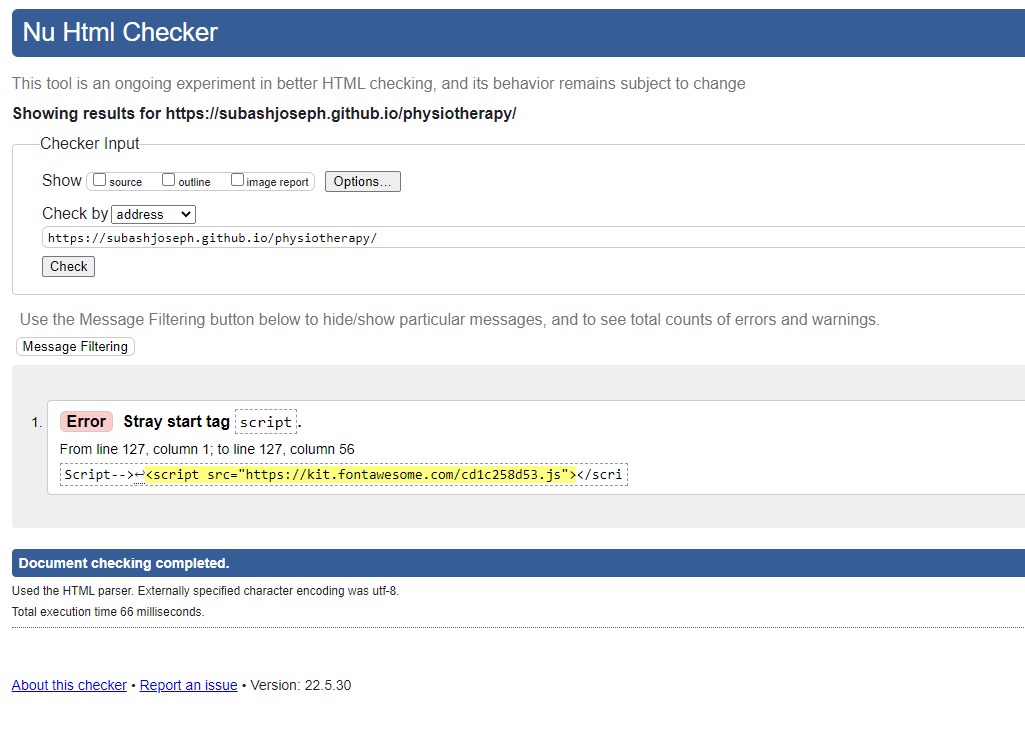 Nu Html Checker
This tool is an ongoing experiment in better HTML checking, and its behavior remains subject to change
Showing results for https://subashjoseph.github.io/physiotherapy/
Checker Input
Show source outline image report Options...
Check by address
https://subashjoseph.github.io/physiotherapy/
Check
Use the Message Filtering button below to hide/show particular messages, and to see total counts of errors and warnings.
Message Filtering
1. Error Stray start tag script.
From line 127, column 1; to line 127, column 56
Script-->↩<script src="https://kit.fontawesome.com/cd1c258d53.js"></scri
Document checking completed.
Used the HTML parser. Externally specified character encoding was utf-8.
Total execution time 66 milliseconds.
About this checker • Report an issue • Version: 22.5.30